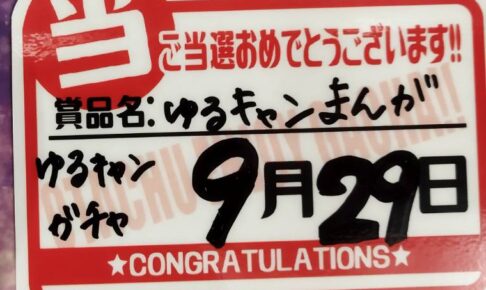 当
ご当選おめでとうございます!!
賞品名:ゆるキャンまんが
ゆるキャン
ガチャ
9月29日
★CONGRATULATIONS★